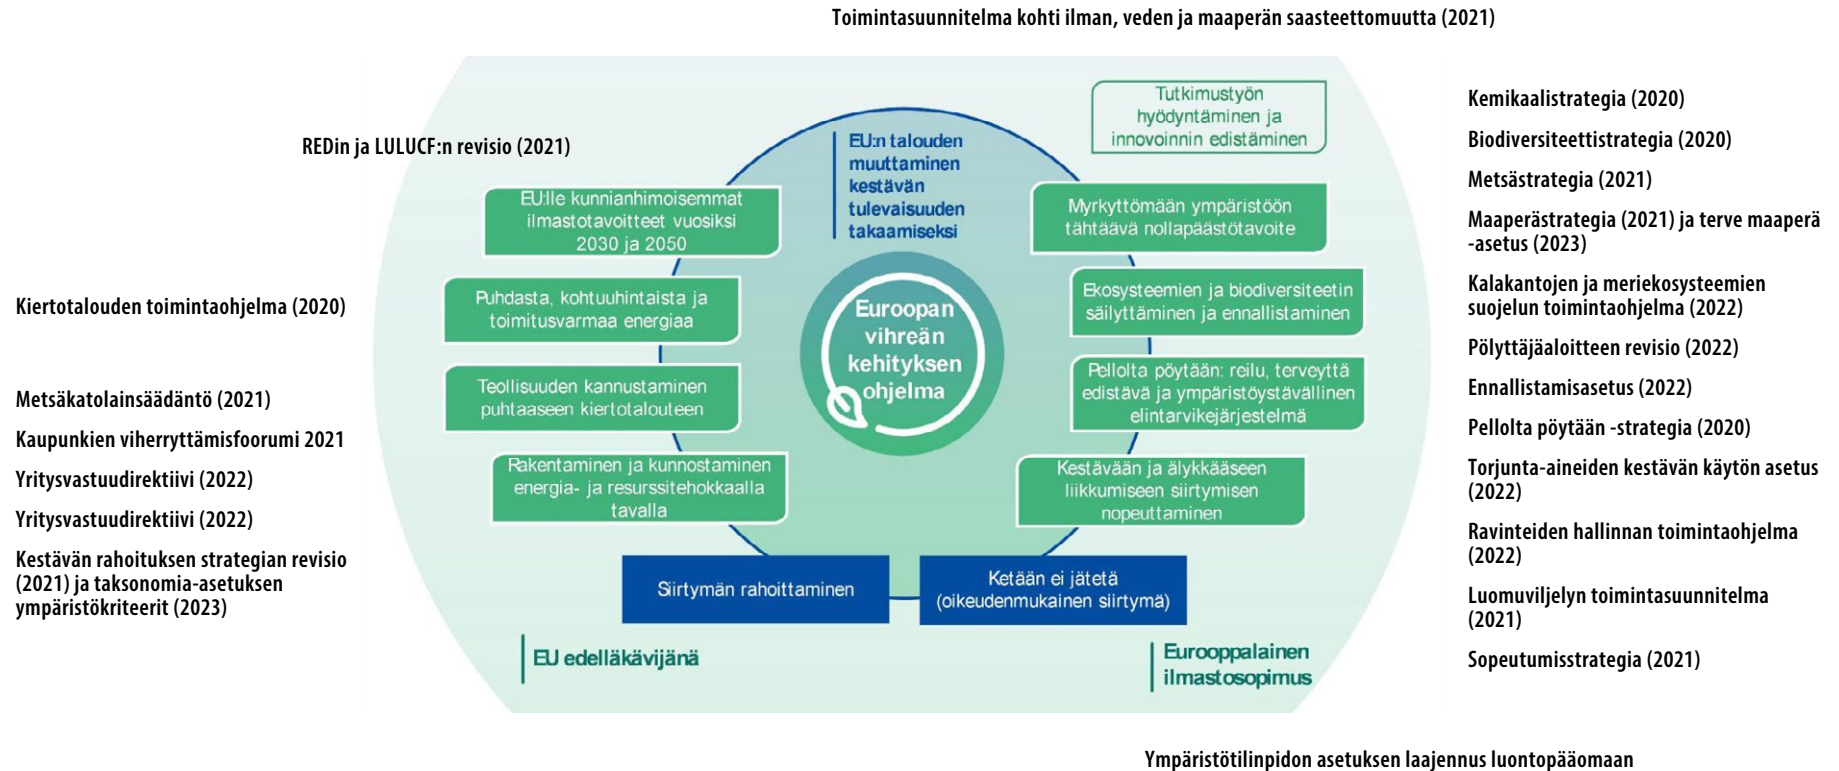 Toimintasuunnitelma kohti ilman, veden ja maaperän saasteettomuutta (2021)
REDin ja LULUCF:n revisio (2021)
Kiertotalouden toimintaohjelma (2020)
Metsäkatolainsäädäntö (2021)
Kaupunkien viherryttämisfoorumi 2021
Yritysvastuudirektiivi (2022)
Yritysvastuudirektiivi (2022)
Kestävän rahoituksen strategian revisio
(2021) ja taksonomia-asetuksen
ympäristökriteerit (2023)
EU:n talouden
muuttaminen
kestävän
tulevaisuuden
takaamiseksi
Tutkimustyön
hyödyntäminen ja
innovoinnin edistäminen
EU:lle kunnianhimoisemmat
ilmastotavoitteet vuosiksi
2030 ja 2050
Puhdasta, kohtuuhintaista ja
toimitusvarmaa energiaa
Teollisuuden kannustaminen
puhtaaseen kiertotalouteen
Rakentaminen ja kunnostaminen
energia- ja resurssitehokkaalla
tavalla
Euroopan
vihreän
kehityksen
ohjelma
Myrkyttömään ympäristöön
tähtäävä nollapäästötavoite
Ekosysteemien ja biodiversiteetin
säilyttäminen ja ennallistaminen
Pellolta pöytään: reilu, terveyttä
edistävä ja ympäristöystävällinen
elintarvikejärjestelmä
Kestävään ja älykkääseen
liikkumiseen siirtymisen
nopeuttaminen
Siirtymän rahoittaminen
Ketään ei jätetä
(oikeudenmukainen siirtymä)
EU edelläkävijänä
Eurooppalainen
ilmastosopimus
Kemikaalistrategia (2020)
Biodiversiteettistrategia (2020)
Metsästrategia (2021)
Maaperästrategia (2021) ja terve maaperä
-asetus (2023)
Kalakantojen ja meriekosysteemien
suojelun toimintaohjelma (2022)
Pölyttäjäaloitteen revisio (2022)
Ennallistamisasetus (2022)
Pellolta pöytään -strategia (2020)
Torjunta-aineiden kestävän käytön asetus
(2022)
Ravinteiden hallinnan toimintaohjelma
(2022)
Luomuviljelyn toimintasuunnitelma
(2021)
Sopeutumisstrategia (2021)
Ympäristötilinpidon asetuksen laajennus luontopääomaan